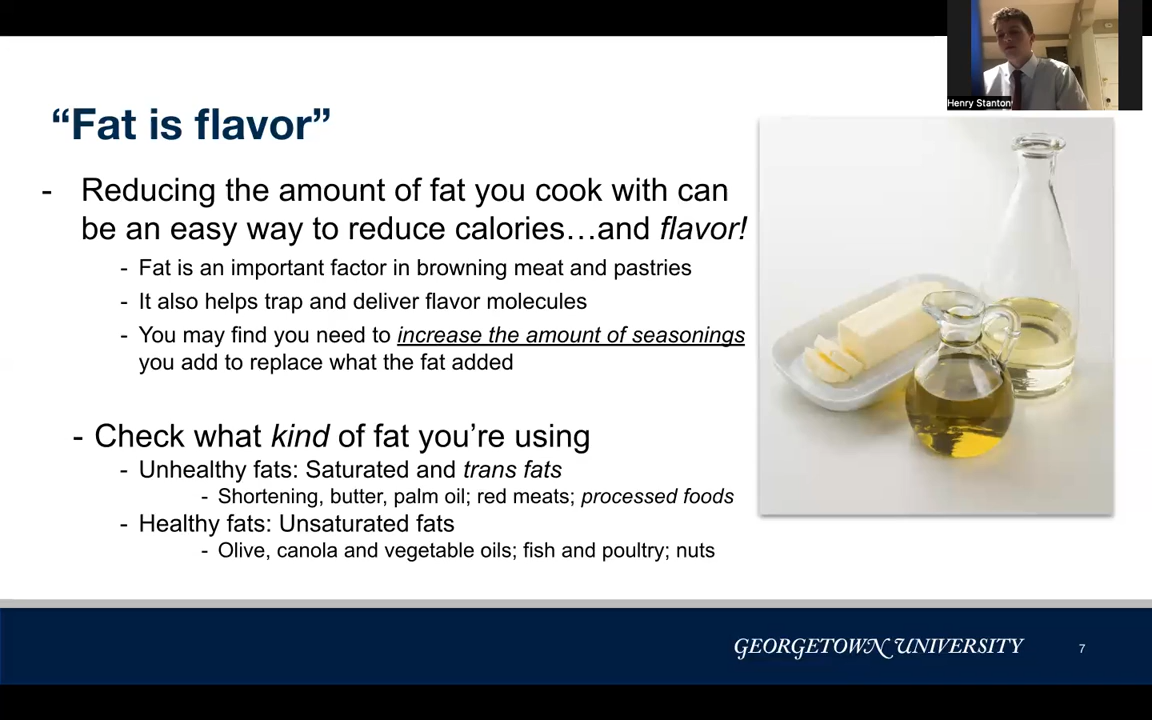 Henry Stanton
“Fat is flavor”
- Reducing the amount of fat you cook with can
be an easy way to reduce calories…and flavor!
- Fat is an important factor in browning meat and pastries
- It also helps trap and deliver flavor molecules
- You may find you need to increase the amount of seasonings
you add to replace what the fat added
- Check what kind of fat you’re using
- Unhealthy fats: Saturated and trans fats
- Shortening, butter, palm oil; red meats; processed foods
- Healthy fats: Unsaturated fats
- Olive, canola and vegetable oils; fish and poultry; nuts
GEORGETOWN UNIVERSITY
7